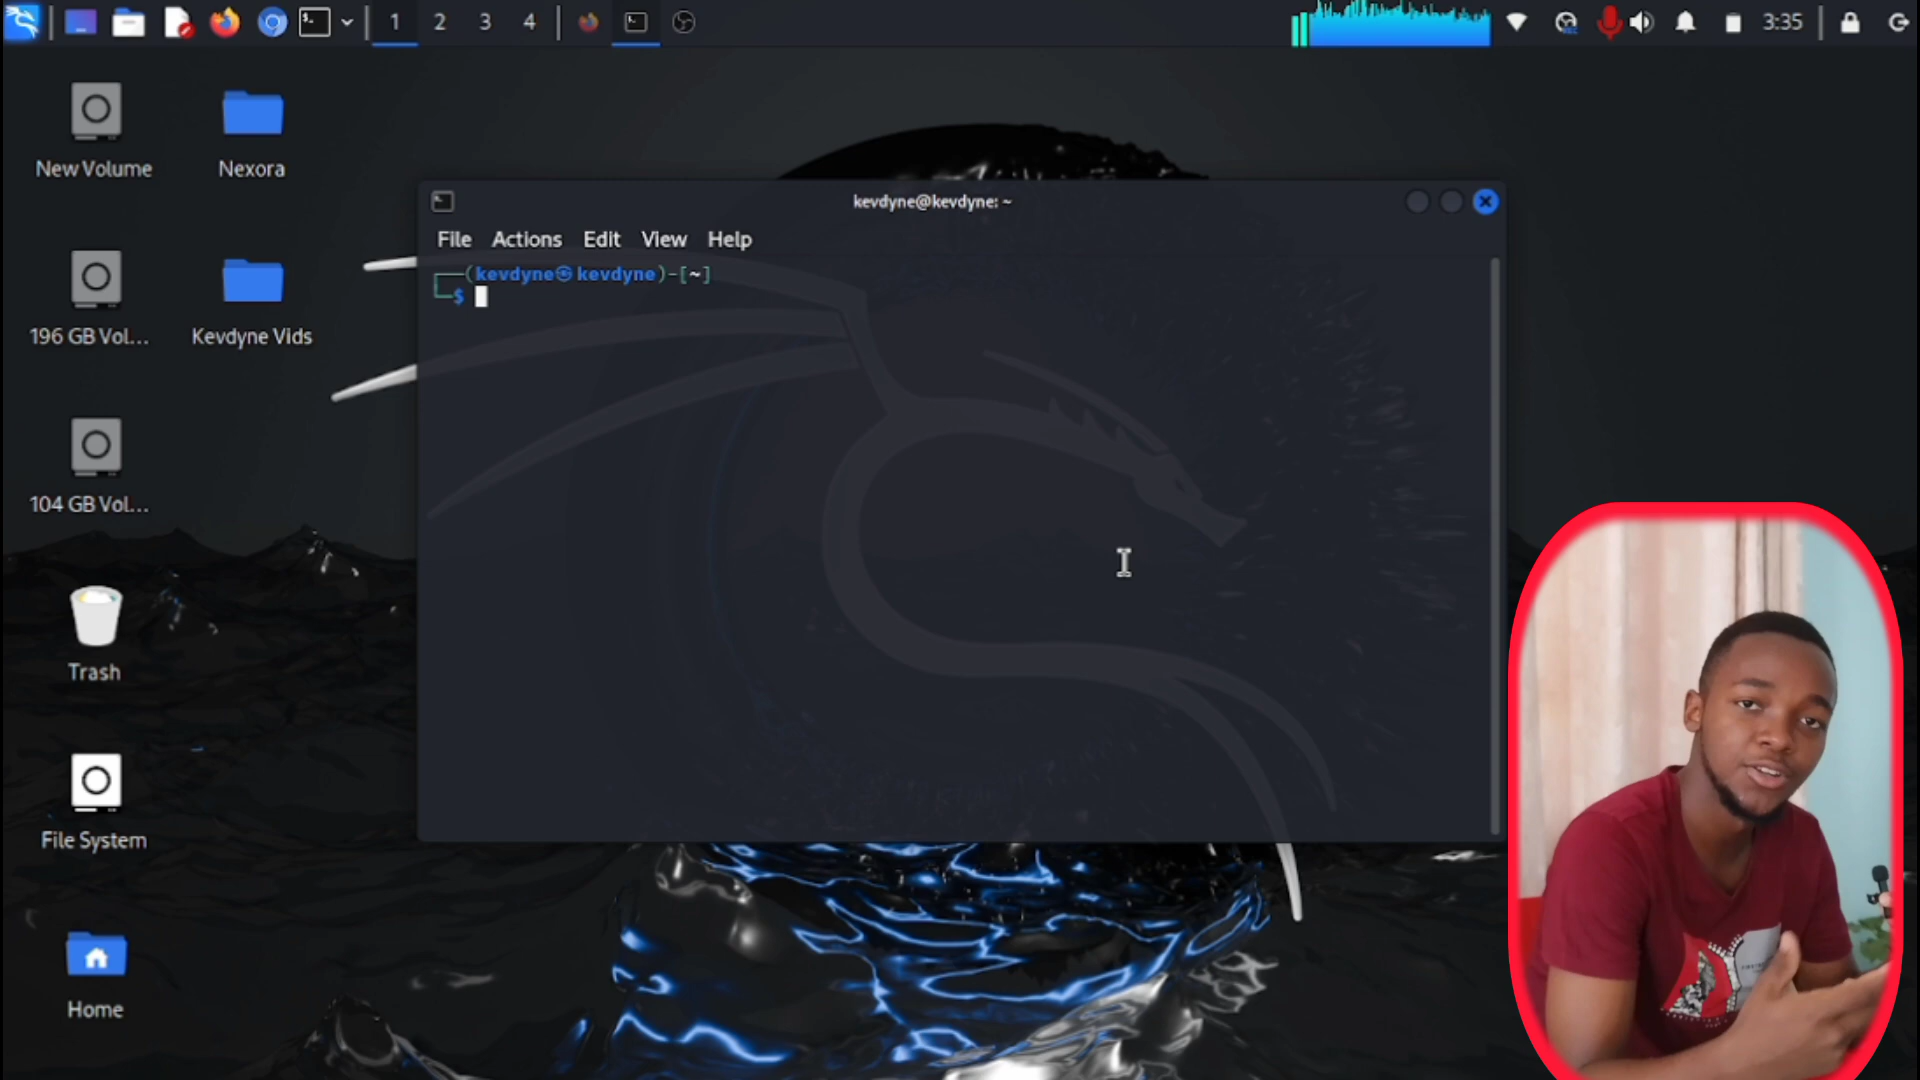 1 2 3 4
3:35
New Volume
Nexora
kevdyne@kevdyne: ~
File Actions Edit View Help
┌──(kevdyne㉿kevdyne)-[~]
└─$
196 GB Vol...
Kevdyne Vids
104 GB Vol...
Trash
File System
Home